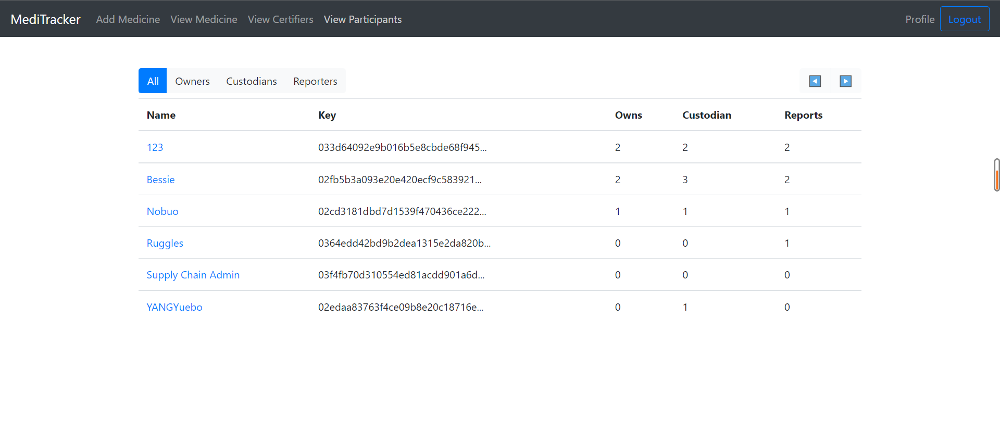 MediTracker Add Medicine View Medicine View Certifiers View Participants Profile Logout
All Owners Custodians Reporters
Name Key Owns Custodian Reports
123 033d64092e9b016b5e8cbde68f945... 2 2 2
Bessie 02fb5b3a093e20e420ecf9c583921... 2 3 2
Nobuo 02cd3181dbd7d1539f470436ce222... 1 1 1
Ruggles 0364edd42bd9b2dea1315e2da820b... 0 0 1
Supply Chain Admin 03f4fb70d310554ed81acdd901a6d... 0 0 0
YANGYuebo 02edaa83763f4ce09b8e20c18716e... 0 1 0